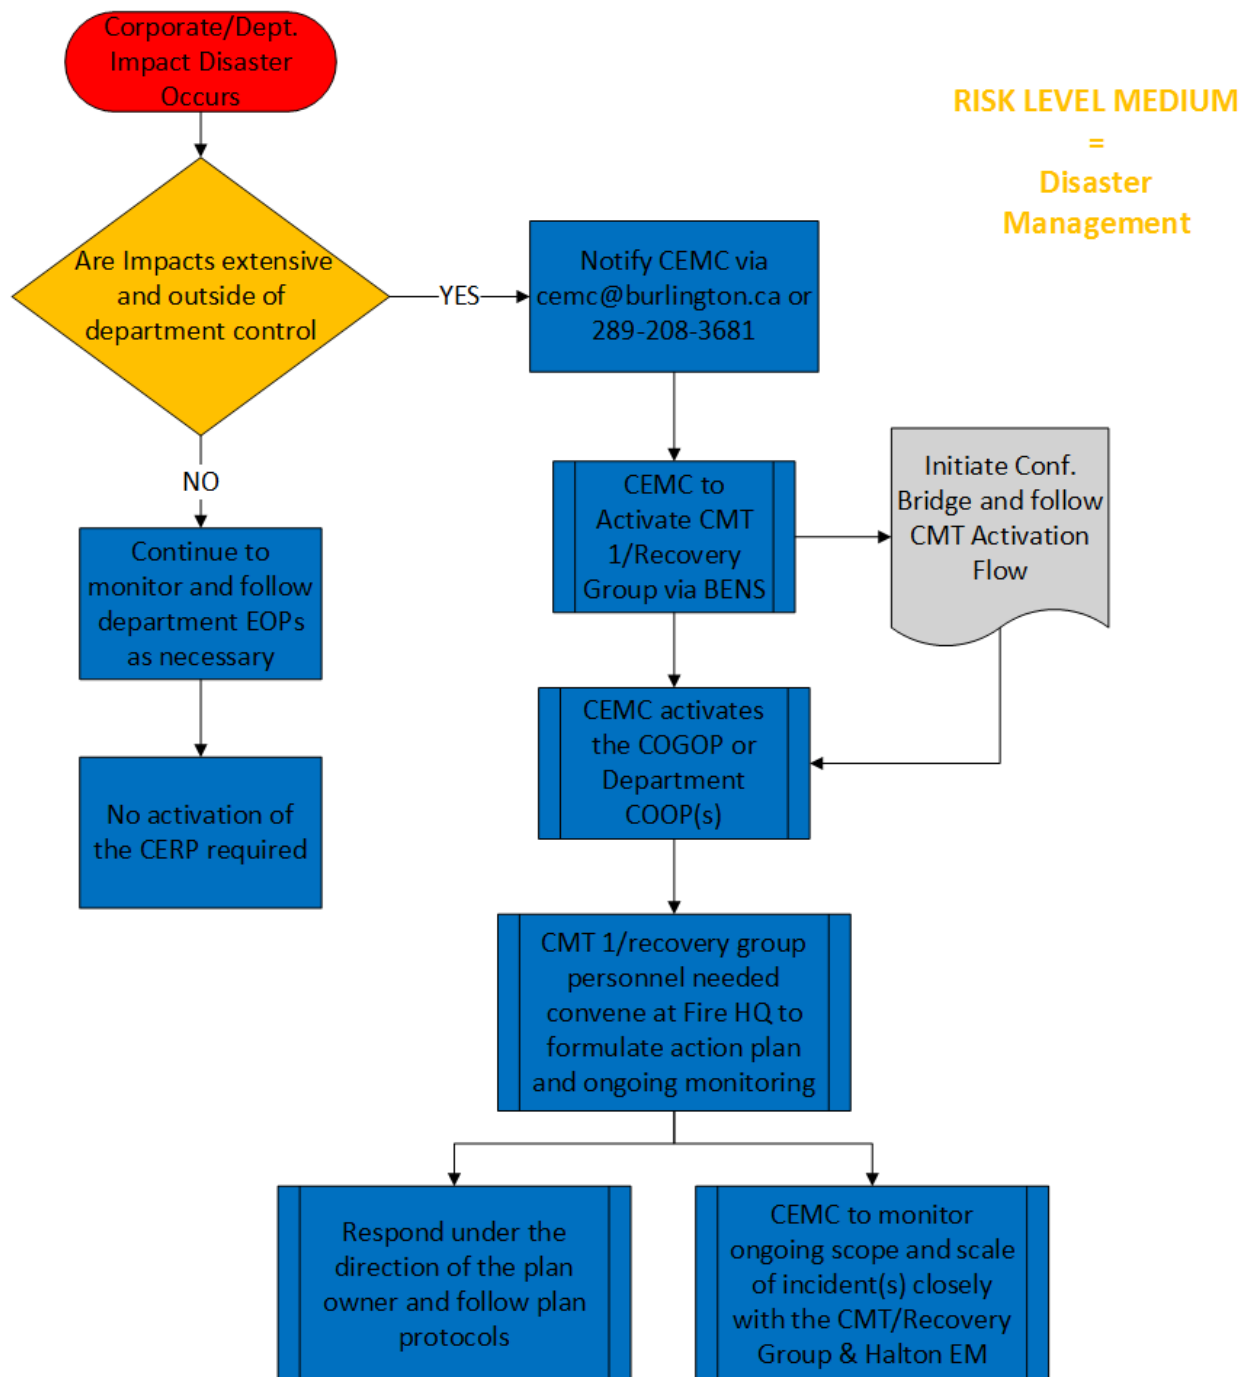 Corporate/Dept.
Impact Disaster
Occurs
RISK LEVEL MEDIUM
=
Disaster
Management
Are Impacts extensive
and outside of
department control
YES
Notify CEMC via
cemc@burlington.ca or
289-208-3681
NO
CEMC to
Activate CMT
1/Recovery
Group via BENS
Initiate Conf.
Bridge and follow
CMT Activation
Flow
Continue to
monitor and follow
department EOPs
as necessary
CEMC activates
the COGOP or
Department
COOP(s)
No activation of
the CERP required
CMT 1/recovery group
personnel needed
convene at Fire HQ to
formulate action plan
and ongoing monitoring
Respond under the
direction of the plan
owner and follow plan
protocols
CEMC to monitor
ongoing scope and scale
of incident(s) closely
with the CMT/Recovery
Group & Halton EM